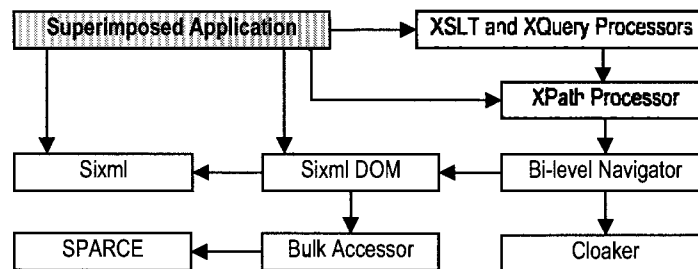 Superimposed Application
XSLT and XQuery Processors
XPath Processor
Sixml
Sixml DOM
Bi-level Navigator
SPARCE
Bulk Accessor
Cloaker